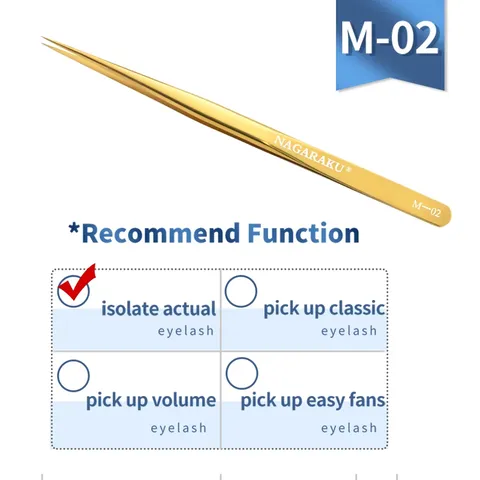 M-02
NAGARAKU®
M-02
*Recommend Function
isolate actual
eyelash
pick up classic
eyelash
pick up volume
eyelash
pick up easy fans
eyelash